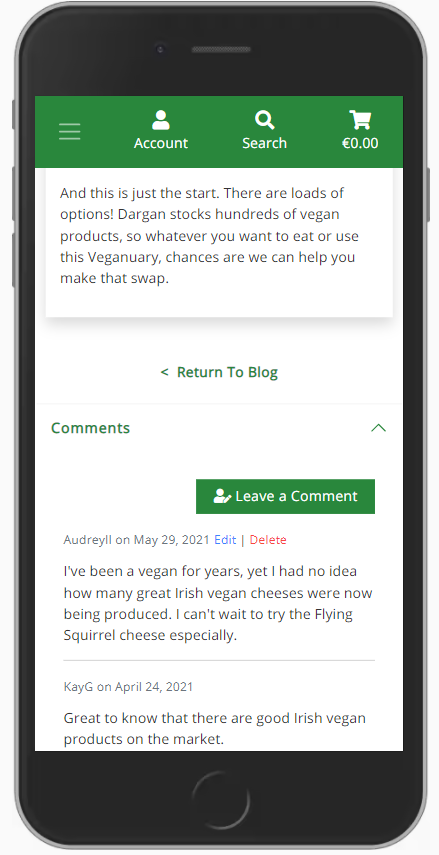 Account Search €0.00
And this is just the start. There are loads of
options! Dargan stocks hundreds of vegan
products, so whatever you want to eat or use
this Veganuary, chances are we can help you
make that swap.
< Return To Blog
Comments
Leave a Comment
AudreyII on May 29, 2021 Edit | Delete
I've been a vegan for years, yet I had no idea
how many great Irish vegan cheeses were now
being produced. I can't wait to try the Flying
Squirrel cheese especially.
KayG on April 24, 2021
Great to know that there are good Irish vegan
products on the market.